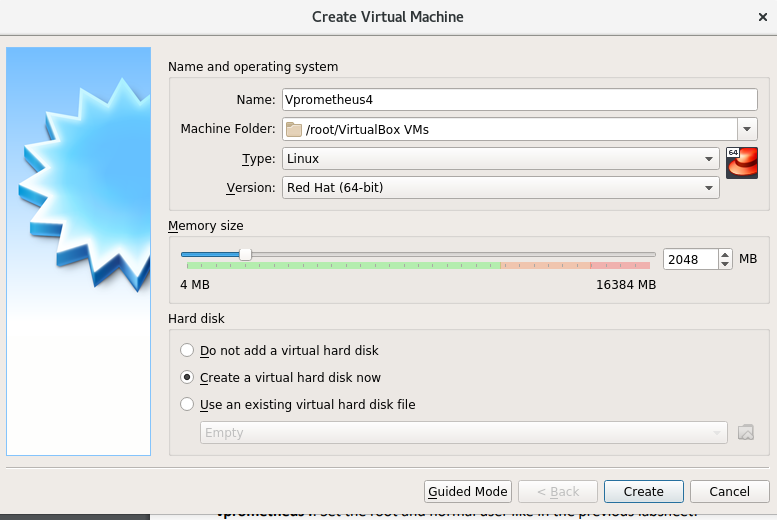 Create Virtual Machine
Name and operating system
Name: Vprometheus4
Machine Folder: /root/VirtualBox VMs
Type: Linux
64
Version: Red Hat (64-bit)
Memory size
2048 MB
4 MB 16384 MB
Hard disk
Do not add a virtual hard disk
Create a virtual hard disk now
Use an existing virtual hard disk file
Empty
Guided Mode < Back Create Cancel
the root and normal user like in the previous labsheet.